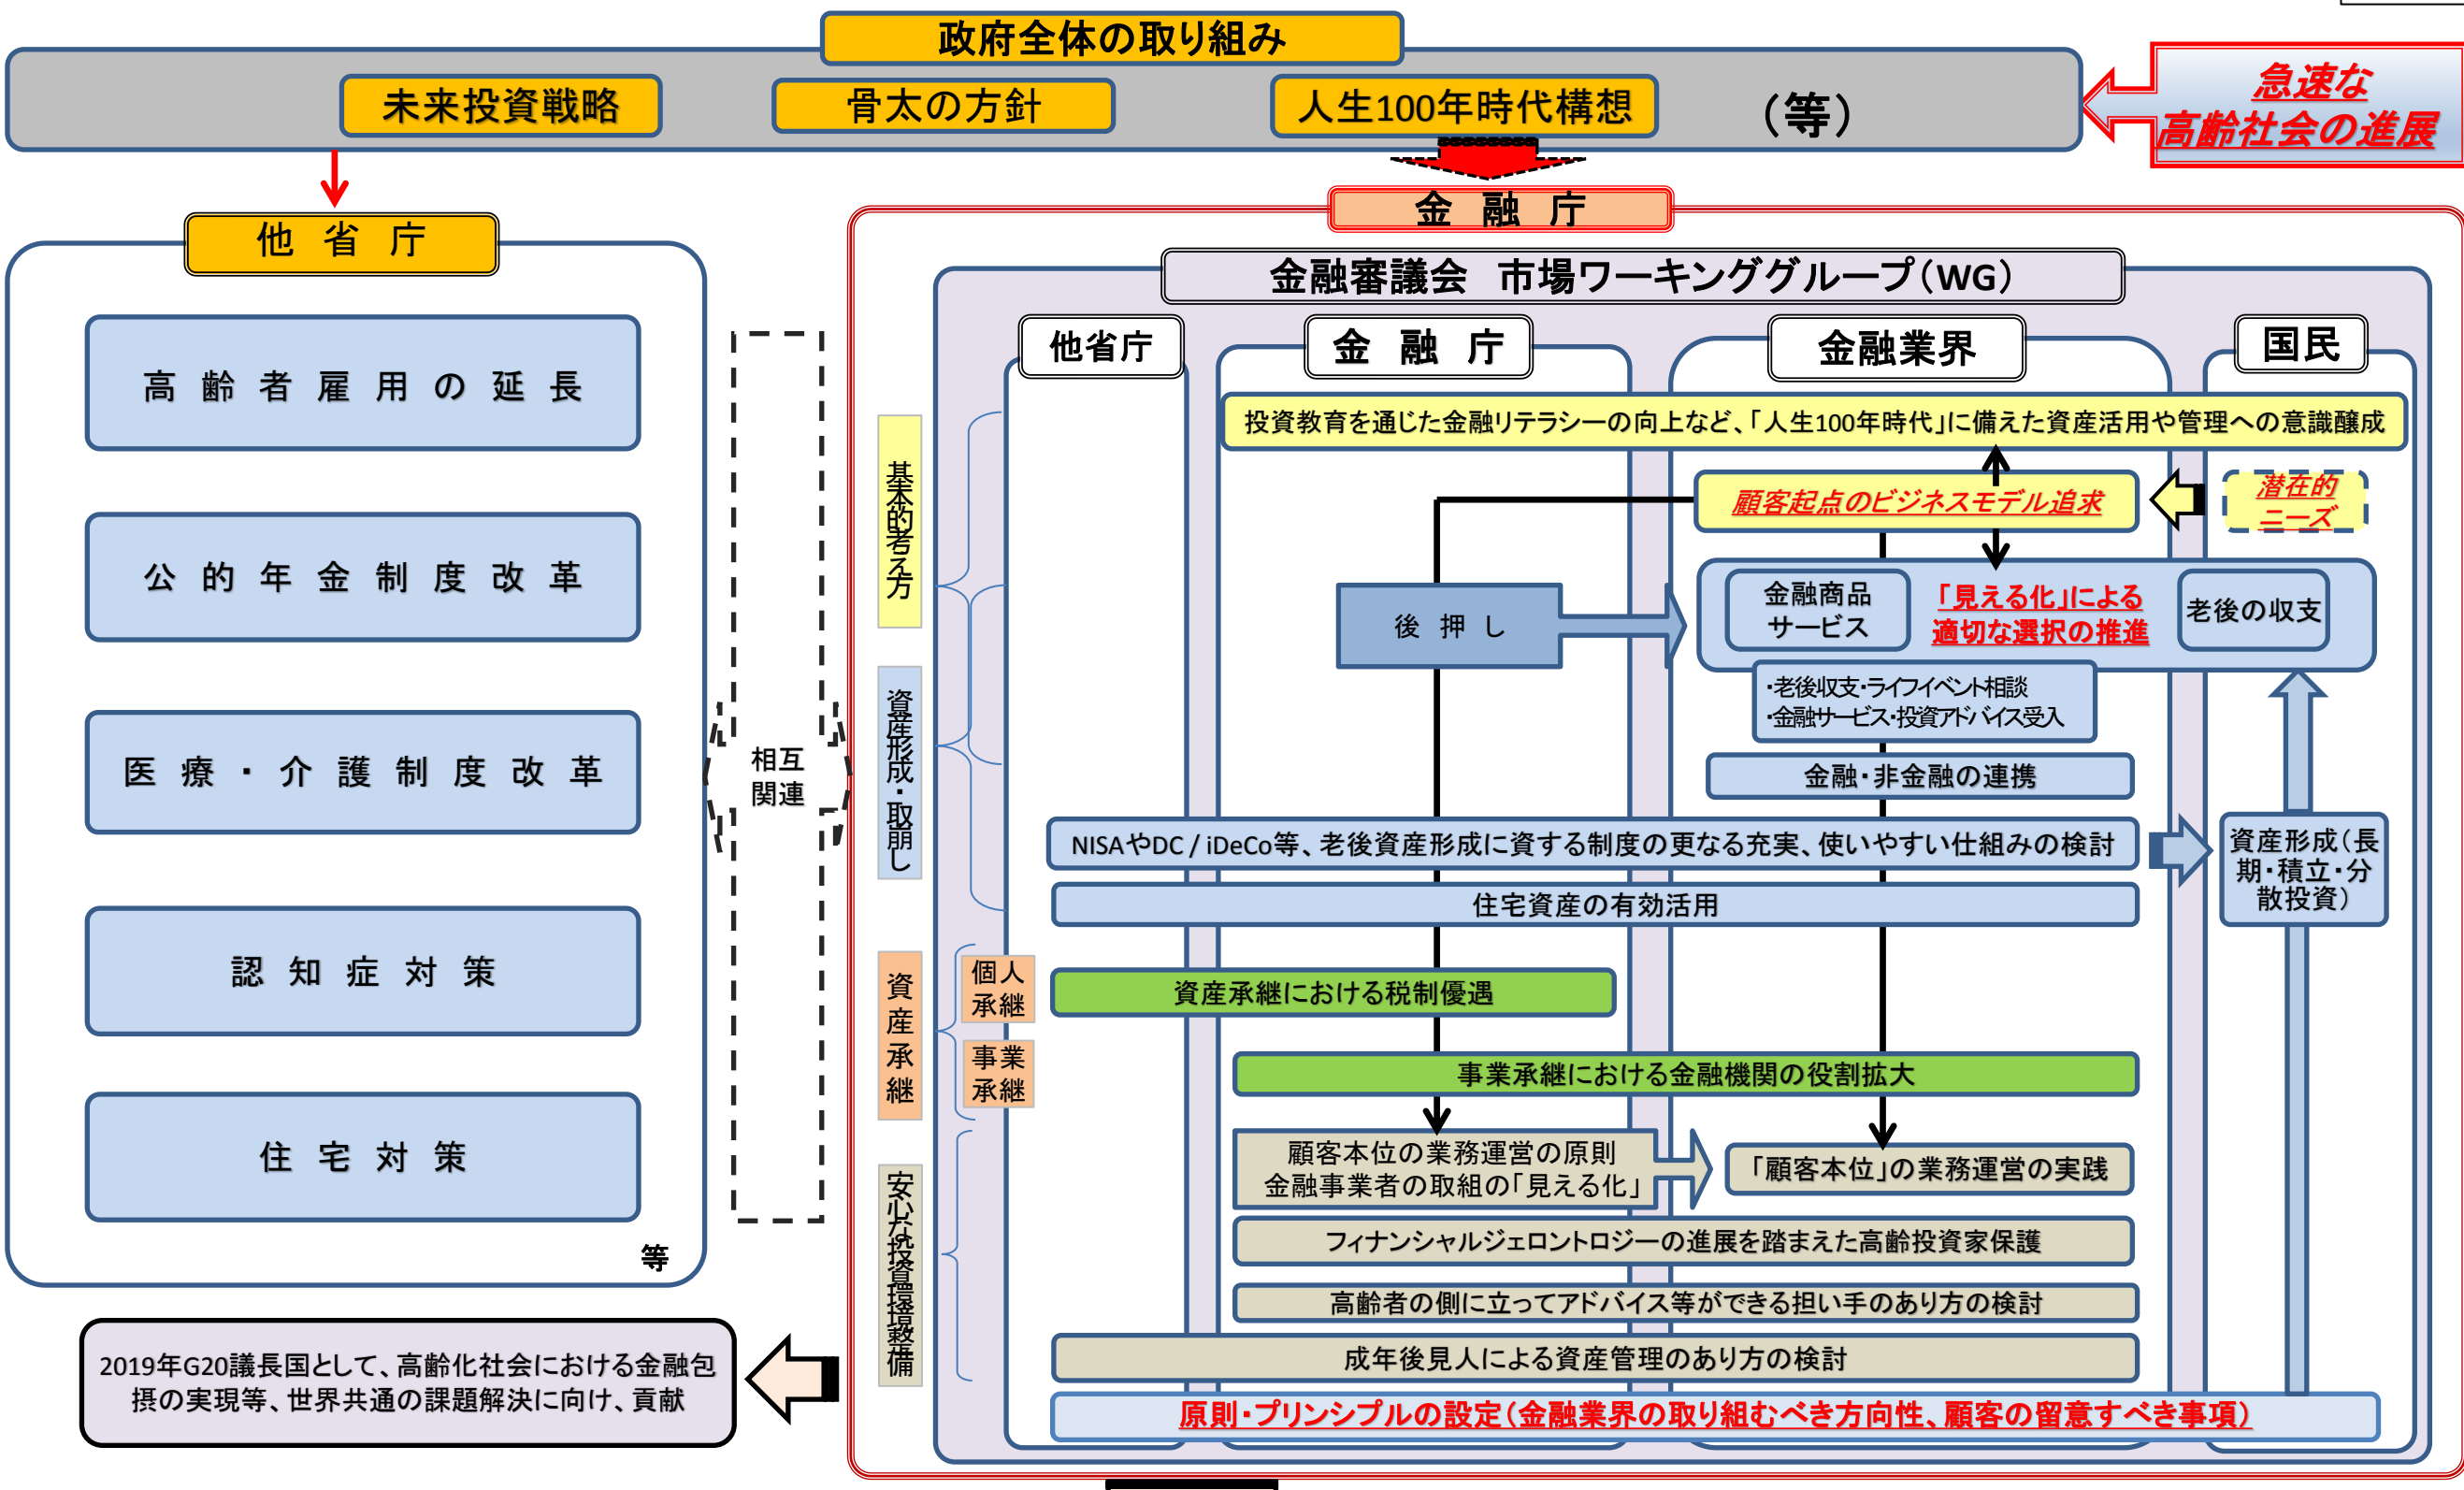 政府全体の取り組み
未来投資戦略
骨太の方針
人生100年時代構想
(等)
急速な
高齢社会の進展
他 省 庁
高 齢 者 雇 用 の 延 長
公 的 年 金 制 度 改 革
医 療 ・ 介 護 制 度 改 革
認 知 症 対 策
住 宅 対 策
等
相互
関連
2019年G20議長国として、高齢化社会における金融包
摂の実現等、世界共通の課題解決に向け、貢献
金 融 庁
金融審議会 市場ワーキンググループ(WG)
他省庁
金 融 庁
金融業界
国民
基本的考え方
投資教育を通じた金融リテラシーの向上など、「人生100年時代」に備えた資産活用や管理への意識醸成
顧客起点のビジネスモデル追求
潜在的
ニーズ
後 押 し
金融商品
サービス
「見える化」による
適切な選択の推進
老後の収支
資産形成・取崩し
・老後収支・ライフイベント相談
・金融サービス・投資アドバイス受入
金融・非金融の連携
NISAやDC / iDeCo等、老後資産形成に資する制度の更なる充実、使いやすい仕組みの検討
資産形成(長
期・積立・分
散投資)
住宅資産の有効活用
資産承継
個人
承継
資産承継における税制優遇
事業
承継
事業承継における金融機関の役割拡大
安心な投資環境整備
顧客本位の業務運営の原則
金融事業者の取組の「見える化」
「顧客本位」の業務運営の実践
フィナンシャルジェロントロジーの進展を踏まえた高齢投資家保護
高齢者の側に立ってアドバイス等ができる担い手のあり方の検討
成年後見人による資産管理のあり方の検討
原則・プリンシプルの設定(金融業界の取り組むべき方向性、顧客の留意すべき事項)